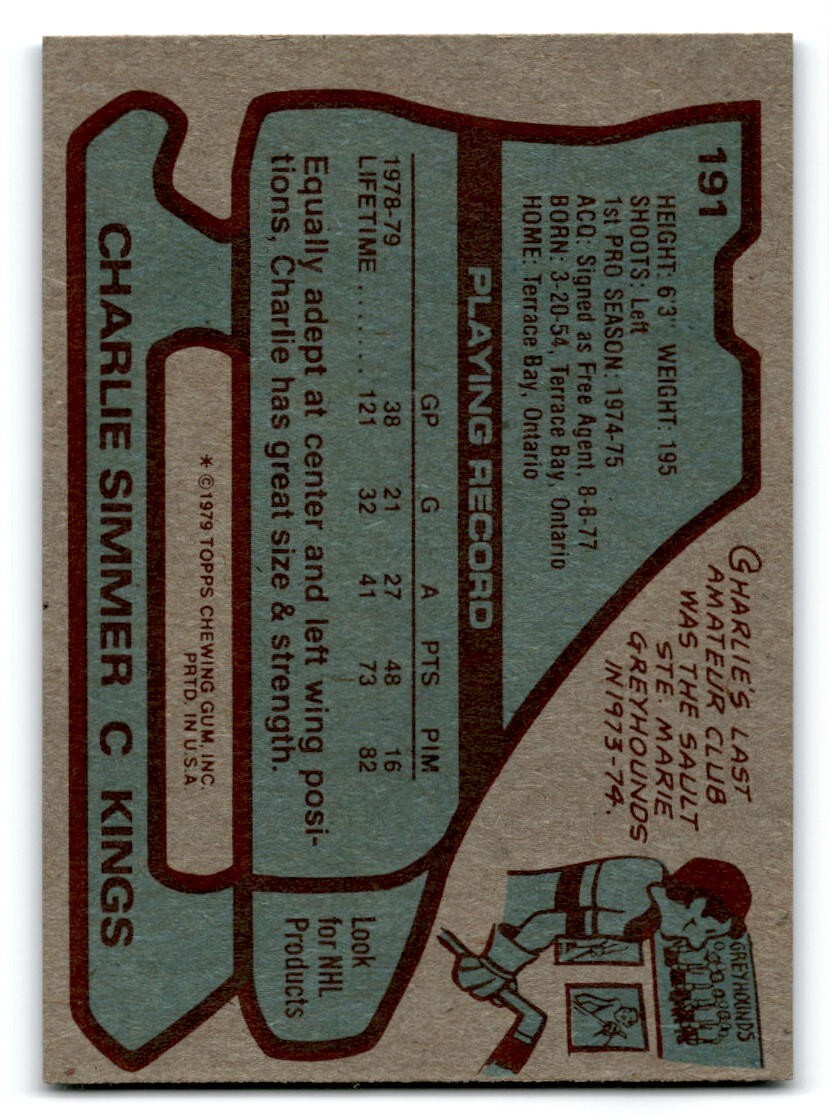 191
HEIGHT: 6'3" WEIGHT: 195
SHOOTS: Left
1st PRO SEASON: 1974-75
ACQ: Signed as Free Agent, 8-8-77
BORN: 3-20-54, Terrace Bay, Ontario
HOME: Terrace Bay, Ontario
CHARLIE'S LAST
AMATEUR CLUB
WAS THE SAULT
STE. MARIE
GREYHOUNDS
IN 1973-74.
GREYHOUNDS
PLAYING RECORD
GP G A PTS PIM
1978-79 38 21 27 48 16
LIFETIME ....... 121 32 41 73 82
Equally adept at center and left wing posi-
tions, Charlie has great size & strength.
Look
for NHL
Products
* ©1979 TOPPS CHEWING GUM, INC.
PRTD. IN U.S.A
CHARLIE SIMMER C KINGS